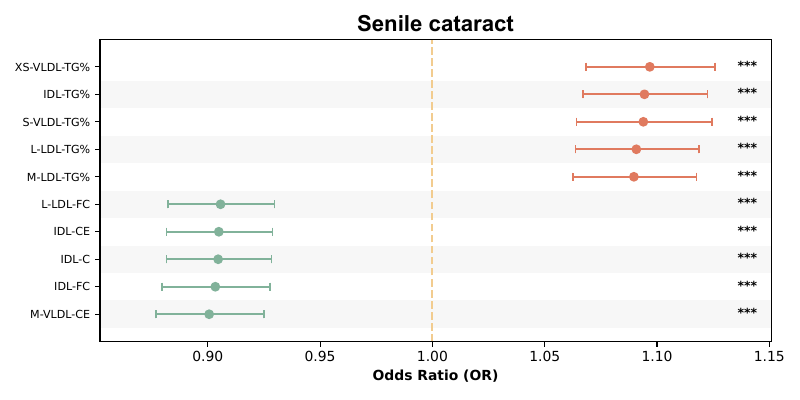 Senile cataract
XS-VLDL-TG% ***
IDL-TG% ***
S-VLDL-TG% ***
L-LDL-TG% ***
M-LDL-TG% ***
L-LDL-FC ***
IDL-CE ***
IDL-C ***
IDL-FC ***
M-VLDL-CE ***
0.90 0.95 1.00 1.05 1.10 1.15
Odds Ratio (OR)